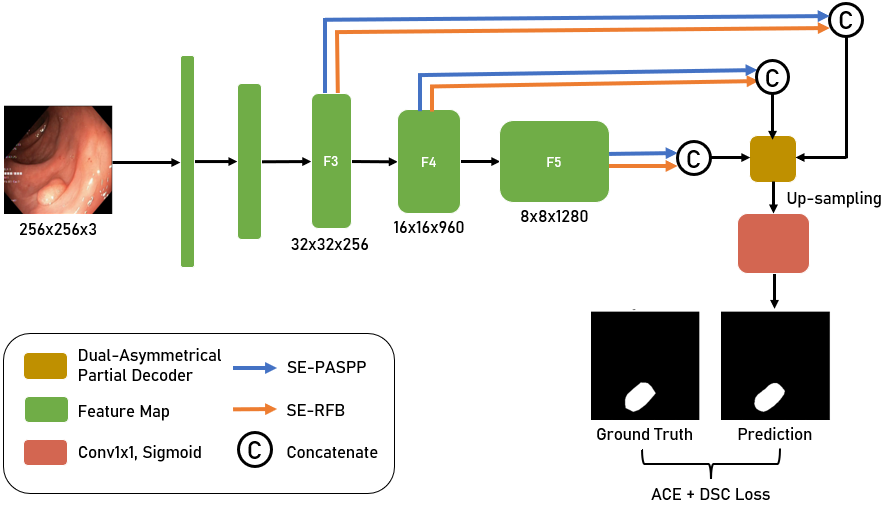 C
C
F3
F4
F5
C
256x256x3
32x32x256
16x16x960
8x8x1280
Up-sampling
Dual-Asymmetrical
Partial Decoder
SE-PASPP
Feature Map
SE-RFB
Conv1x1, Sigmoid
C
Concatenate
Ground Truth
Prediction
ACE + DSC Loss